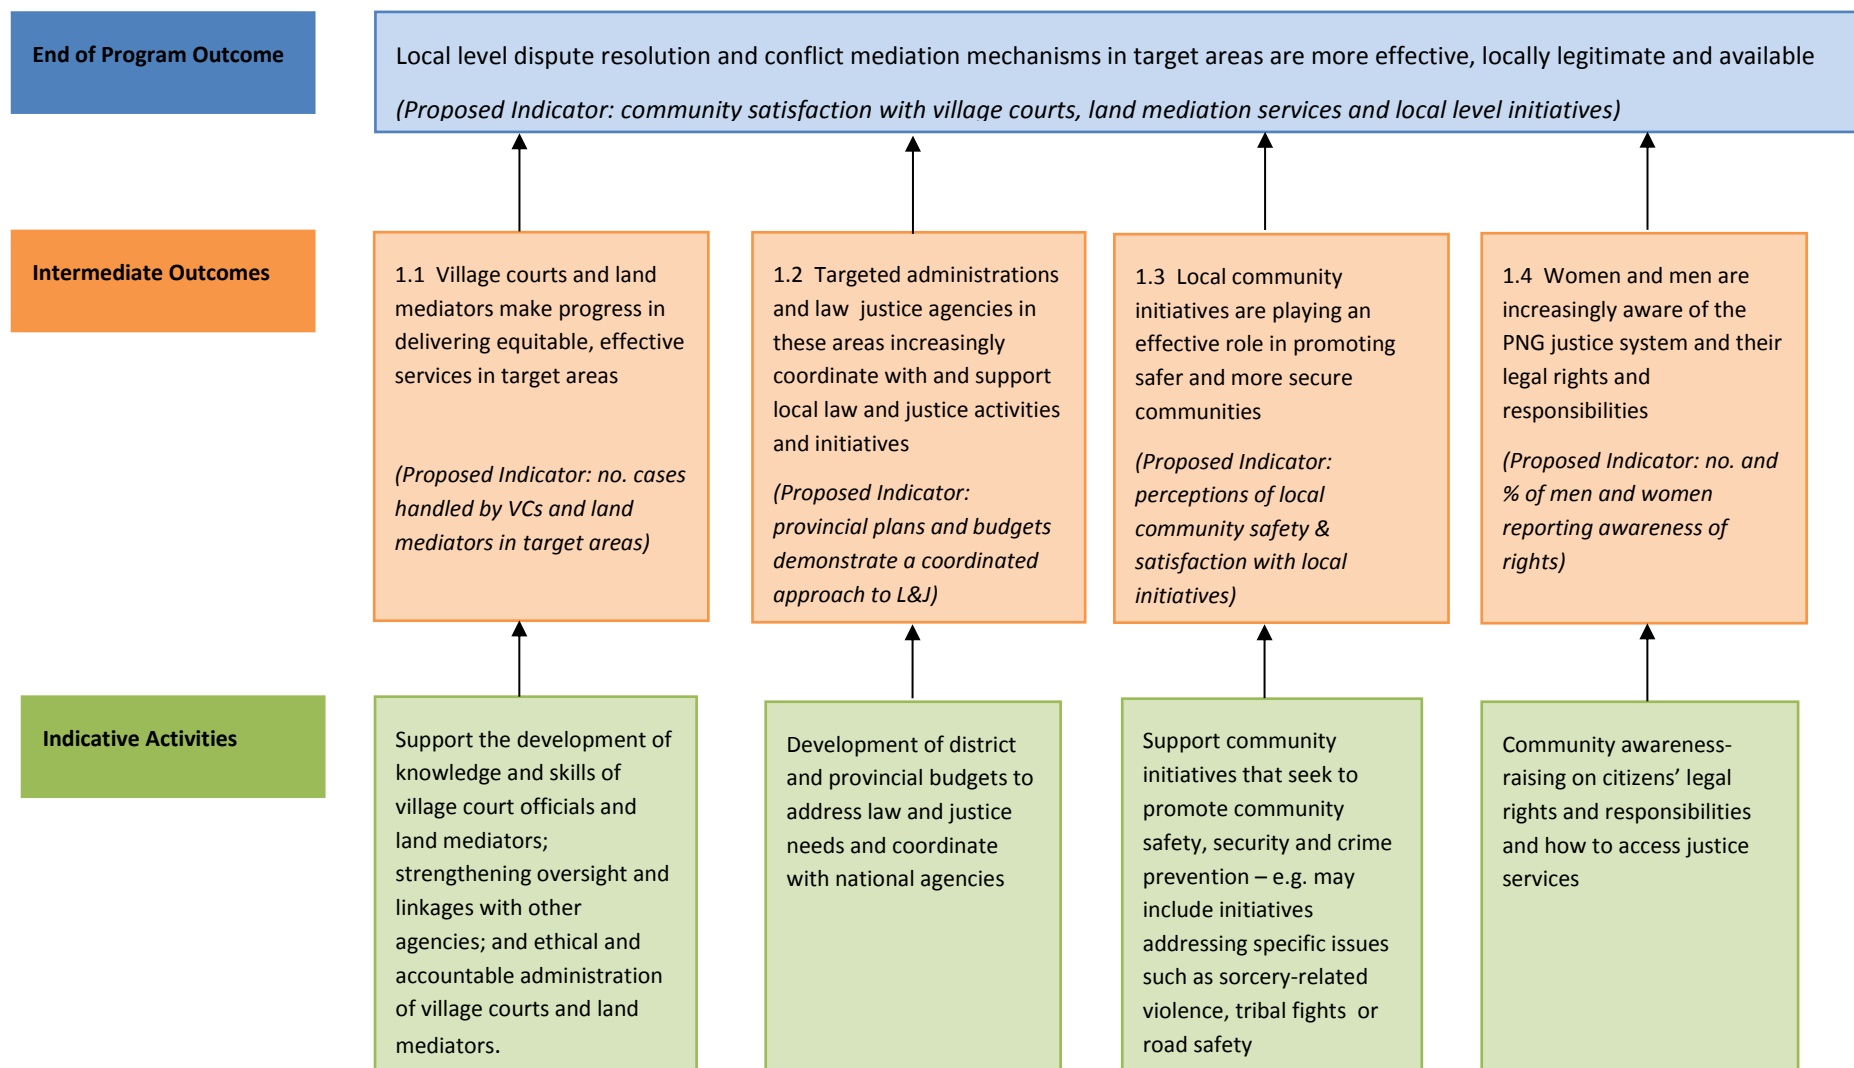 End of Program Outcome
Local level dispute resolution and conflict mediation mechanisms in target areas are more effective, locally legitimate and available
(Proposed Indicator: community satisfaction with village courts, land mediation services and local level initiatives)
Intermediate Outcomes
1.1 Village courts and land
mediators make progress in
delivering equitable, effective
services in target areas
(Proposed Indicator: no. cases
handled by VCs and land
mediators in target areas)
1.2 Targeted administrations
and law justice agencies in
these areas increasingly
coordinate with and support
local law and justice activities
and initiatives
(Proposed Indicator:
provincial plans and budgets
demonstrate a coordinated
approach to L&J)
1.3 Local community
initiatives are playing an
effective role in promoting
safer and more secure
communities
(Proposed Indicator:
perceptions of local
community safety &
satisfaction with local
initiatives)
1.4 Women and men are
increasingly aware of the
PNG justice system and their
legal rights and
responsibilities
(Proposed Indicator: no. and
% of men and women
reporting awareness of
rights)
Indicative Activities
Support the development of
knowledge and skills of
village court officials and
land mediators;
strengthening oversight and
linkages with other
agencies; and ethical and
accountable administration
of village courts and land
mediators.
Development of district
and provincial budgets to
address law and justice
needs and coordinate
with national agencies
Support community
initiatives that seek to
promote community
safety, security and crime
prevention – e.g. may
include initiatives
addressing specific issues
such as sorcery-related
violence, tribal fights or
road safety
Community awareness-
raising on citizens’ legal
rights and responsibilities
and how to access justice
services